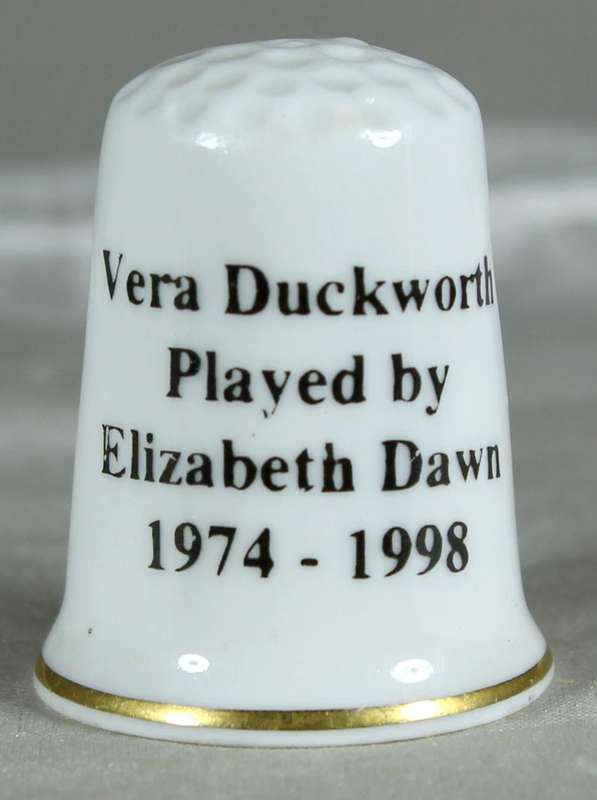 Vera Duckworth
Played by
Elizabeth Dawn
1974 - 1998